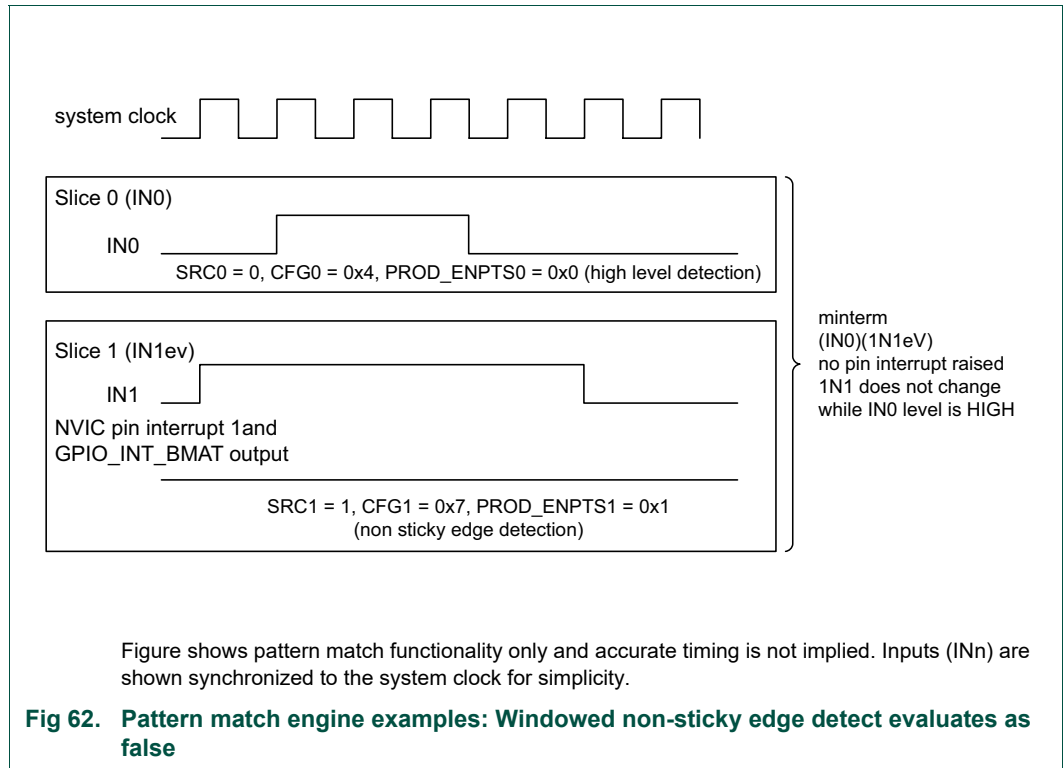 system clock
Slice 0 (IN0)
IN0
SRC0 = 0, CFG0 = 0x4, PROD_ENPTS0 = 0x0 (high level detection)
Slice 1 (IN1ev)
IN1
NVIC pin interrupt 1and
GPIO_INT_BMAT output
SRC1 = 1, CFG1 = 0x7, PROD_ENPTS1 = 0x1
(non sticky edge detection)
minterm
(IN0)(1N1eV)
no pin interrupt raised
1N1 does not change
while IN0 level is HIGH
Figure shows pattern match functionality only and accurate timing is not implied. Inputs (INn) are
shown synchronized to the system clock for simplicity.
Fig 62. Pattern match engine examples: Windowed non-sticky edge detect evaluates as
false